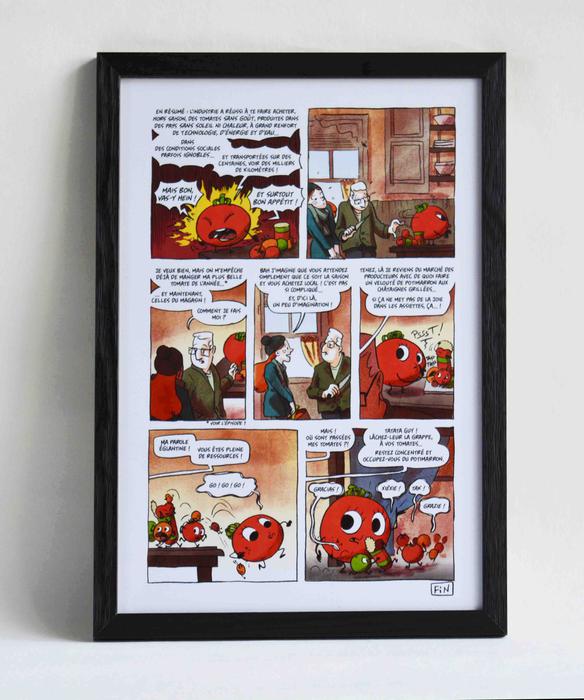 EN RÉSUMÉ : L'INDUSTRIE A RÉUSSI À TE FAIRE ACHETER,
HORS SAISON, DES TOMATES SANS GOÛT, PRODUITES DANS
DES PAYS SANS SOLEIL NI CHALEUR, À GRAND RENFORT
DE TECHNOLOGIE, D'ÉNERGIE ET D'EAU...
DANS
DES CONDITIONS SOCIALES
PARFOIS IGNOBLES...
ET TRANSPORTÉES SUR DES
CENTAINES, VOIR DES MILLIERS
DE KILOMÈTRES !
MAIS BON,
VAS-Y HEIN !
ET SURTOUT
BON APPÉTIT !
JE VEUX BIEN, MAIS ON M'EMPÊCHE
DÉJÀ DE MANGER MA PLUS BELLE
TOMATE DE L'ANNÉE...*
... ET MAINTENANT,
CELLES DU MAGASIN !
COMMENT JE FAIS
MOI ?
* VOIR L'ÉPISODE 1
BAH J'IMAGINE QUE VOUS ATTENDEZ
SIMPLEMENT QUE CE SOIT LA SAISON
ET VOUS ACHETEZ LOCAL ! C'EST PAS
SI COMPLIQUÉ...
ET, D'ICI LÀ,
UN PEU D'IMAGINATION !
TENEZ, LÀ JE REVIENS DU MARCHÉ DES
PRODUCTEURS AVEC DE QUOI FAIRE
UN VELOUTÉ DE POTIMARRON AUX
CHÂTAIGNES GRILLÉES...
SI ÇA NE MET PAS DE LA JOIE
DANS LES ASSIETTES, ÇA... !
PSSST !
TAP
TAP
MA PAROLE
ÉGLANTINE !
VOUS ÊTES PLEINE
DE RESSOURCES !
GO ! GO ! GO !
MAIS !
OÙ SONT PASSÉES
MES TOMATES ?!
TATATA GUY !
LÂCHEZ-LEUR LA GRAPPE,
À VOS TOMATES...
RESTEZ CONCENTRÉ ET
OCCUPEZ-VOUS DU POTIMARRON.
GRACIAS !
XIÈXIE !
TAK !
GRAZIE !
FIN